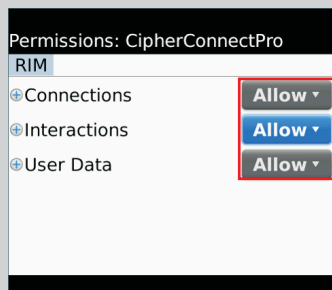 Permissions: CipherConnectPro
RIM
Connections Allow
Interactions Allow
User Data Allow